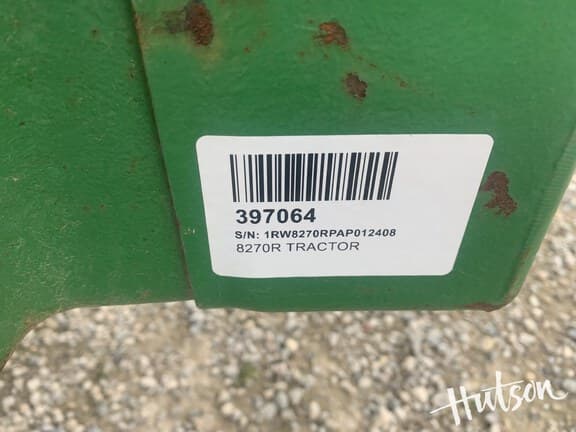 397064
S/N: 1RW8270RPAP012408
8270R TRACTOR
Hutson